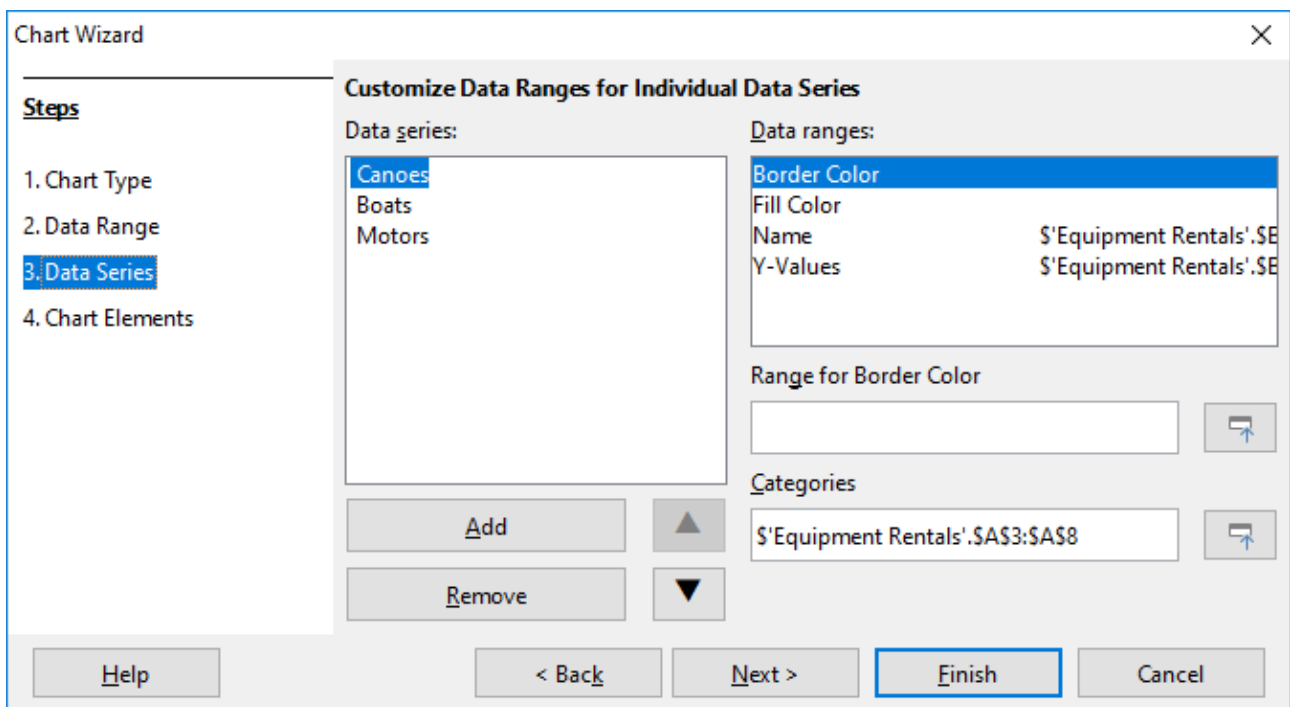 Chart Wizard
Steps
1. Chart Type
2. Data Range
3. Data Series
4. Chart Elements
Customize Data Ranges for Individual Data Series
Data series:
Canoes
Boats
Motors
Add
Remove
Data ranges:
Border Color
Fill Color
Name $'Equipment Rentals'.$B
Y-Values $'Equipment Rentals'.$B
Range for Border Color
Categories
$'Equipment Rentals'.$A$3:$A$8
Help
< Back
Next >
Finish
Cancel